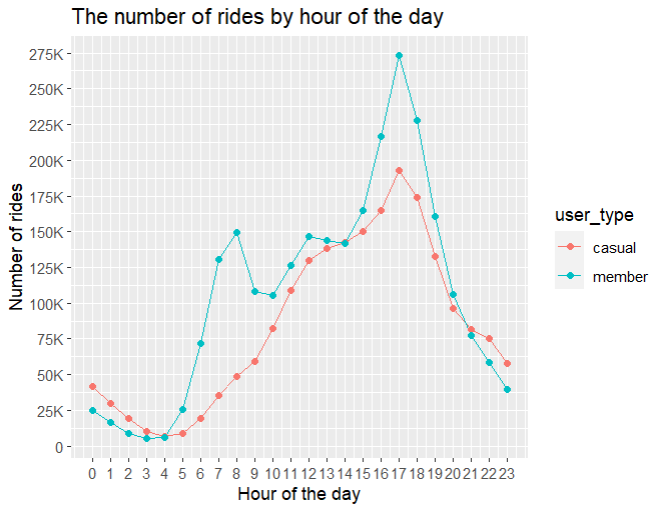 The number of rides by hour of the day
275K
250K
225K
200K
175K
150K
125K
100K
75K
50K
25K
0
Number of rides
0 1 2 3 4 5 6 7 8 9 10 11 12 13 14 15 16 17 18 19 20 21 22 23
Hour of the day
user_type
casual
member